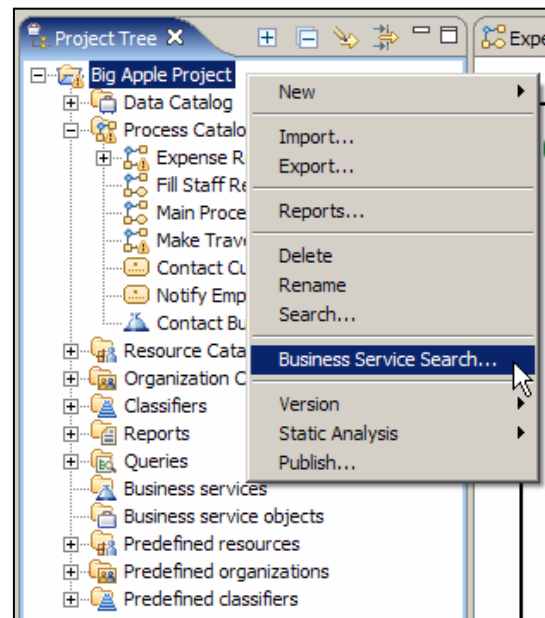 Project Tree
Expe
Big Apple Project
Data Catalog
Process Catalo
Expense R
Fill Staff Re
Main Proce
Make Trav
Contact Cu
Notify Emp
Contact Bu
Resource Cata
Organization C
Classifiers
Reports
Queries
Business services
Business service objects
Predefined resources
Predefined organizations
Predefined classifiers
New
Import...
Export...
Reports...
Delete
Rename
Search...
Business Service Search...
Version
Static Analysis
Publish...